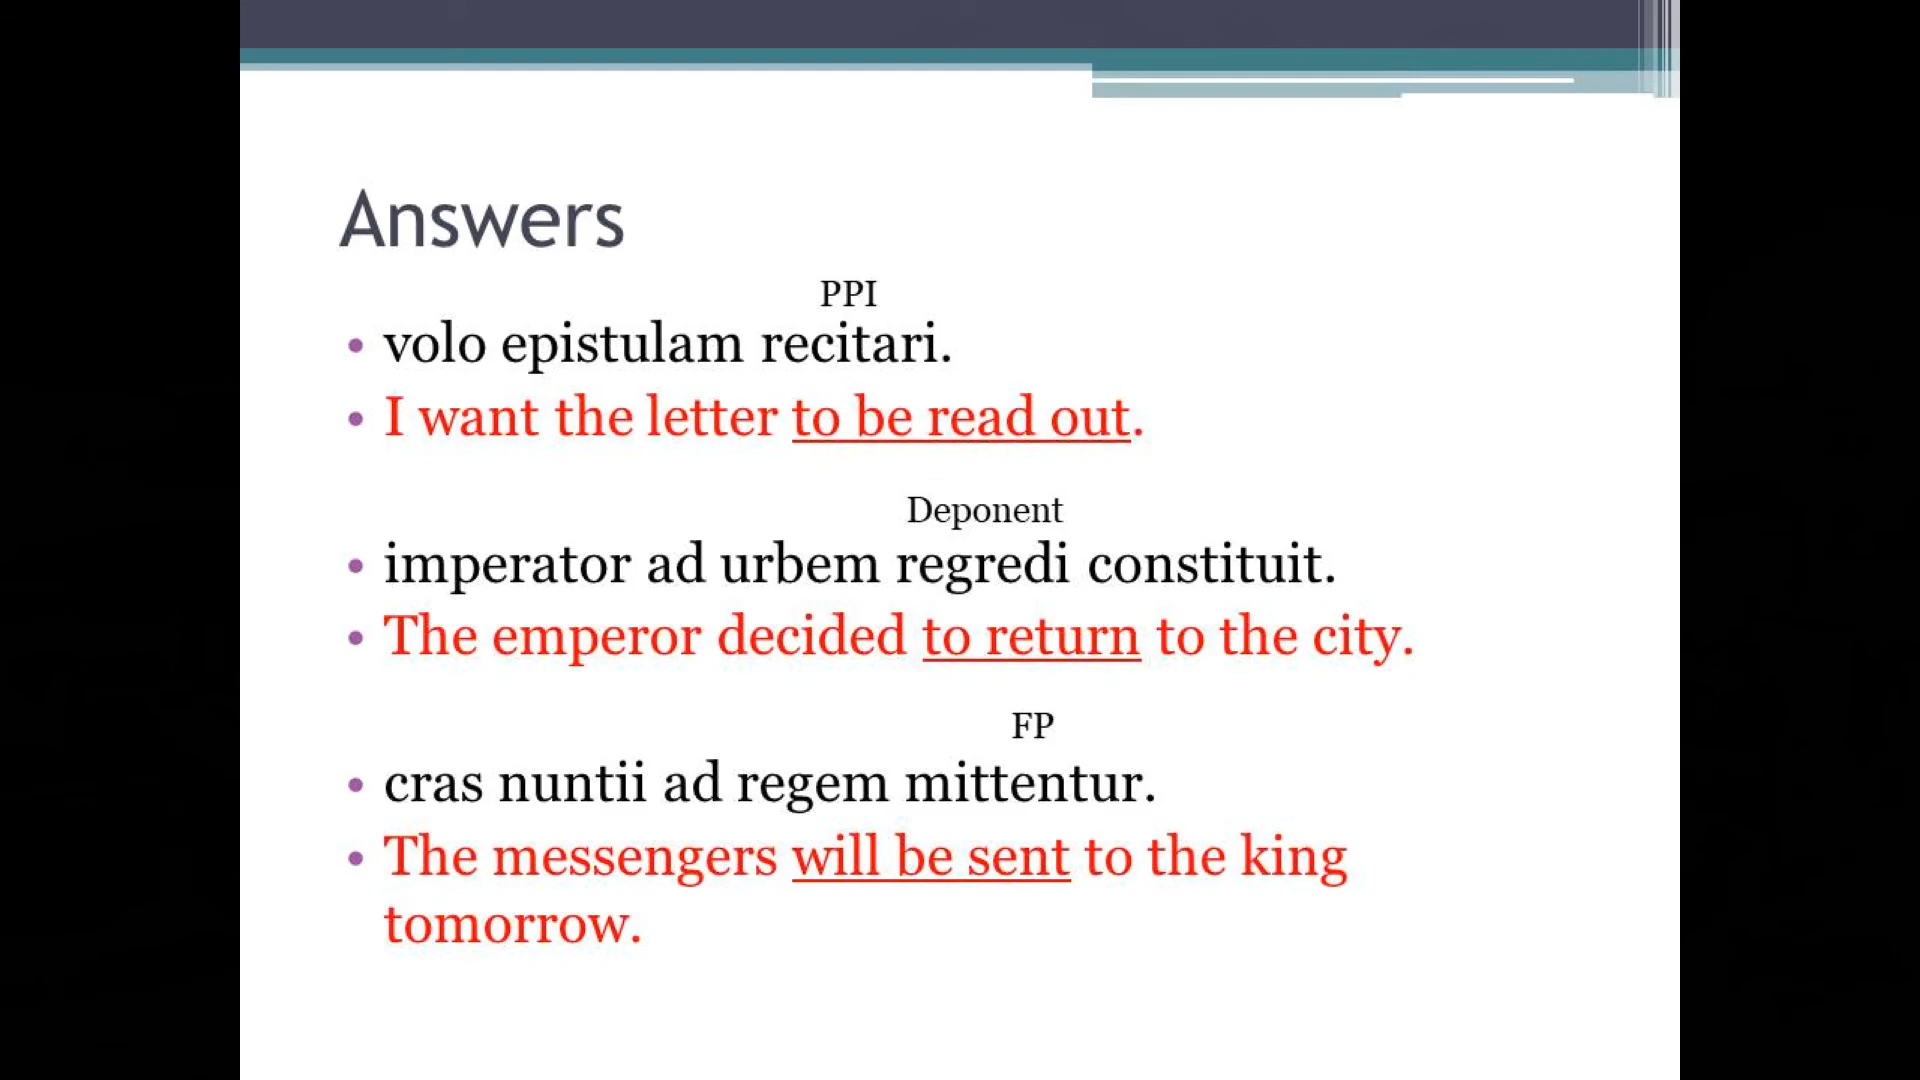 Answers
PPI
• volo epistulam recitari.
• I want the letter to be read out.
Deponent
• imperator ad urbem regredi constituit.
• The emperor decided to return to the city.
FP
• cras nuntii ad regem mittentur.
• The messengers will be sent to the king
tomorrow.